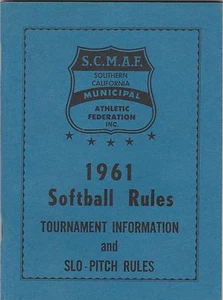 S.C.M.A.F.
SOUTHERN
CALIFORNIA
MUNICIPAL
ATHLETIC
FEDERATION
INC.
1961
Softball Rules
TOURNAMENT INFORMATION
and
SLO-PITCH RULES